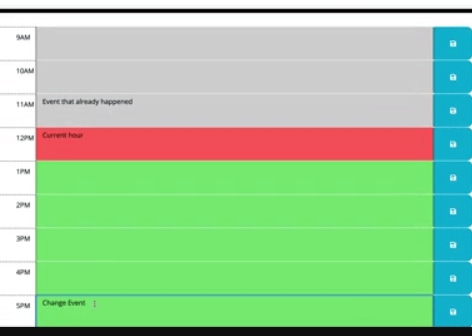 9AM
10AM
11AM Event that already happened
12PM Current hour
1PM
2PM
3PM
4PM
5PM Change Event